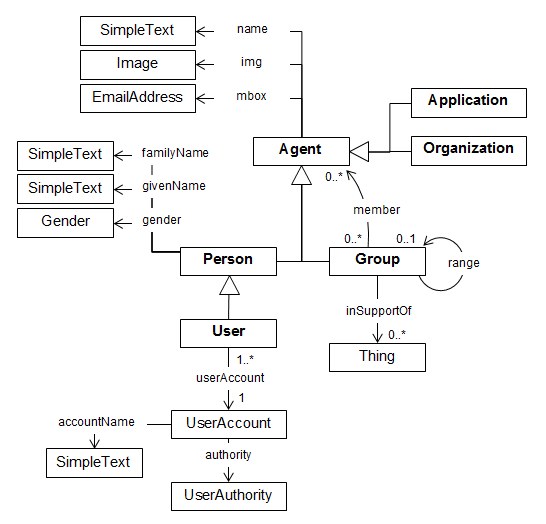 SimpleText
name
Image
img
EmailAddress
mbox
Application
Agent
Organization
SimpleText
familyName
0..*
SimpleText
givenName
member
Gender
gender
0..*
0..1
Person
Group
range
inSupportOf
User
0..*
Thing
1..*
userAccount
1
accountName
UserAccount
authority
SimpleText
UserAuthority